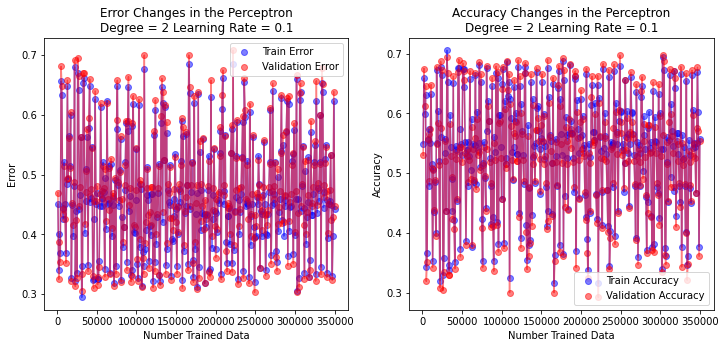 Error Changes in the Perceptron
Degree = 2 Learning Rate = 0.1
Train Error
Validation Error
0.7
0.6
0.5
0.4
0.3
Error
0
50000
100000
150000
200000
250000
300000
350000
Number Trained Data
Accuracy Changes in the Perceptron
Degree = 2 Learning Rate = 0.1
0.7
0.6
0.5
0.4
0.3
Accuracy
Train Accuracy
Validation Accuracy
0
50000
100000
150000
200000
250000
300000
350000
Number Trained Data